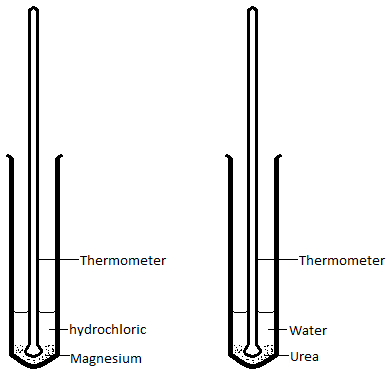 Thermometer
hydrochloric
Magnesium
Thermometer
Water
Urea